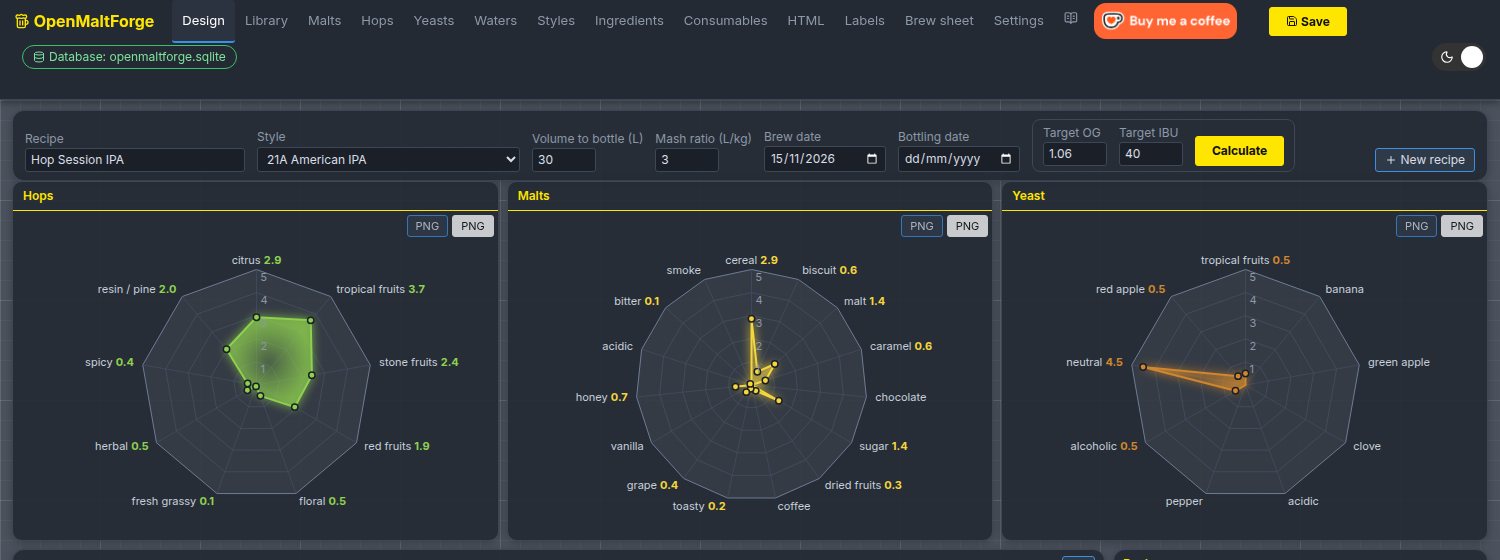 OpenMaltForge Design Library Malts Hops Yeasts Waters Styles Ingredients Consumables HTML Labels Brew sheet Settings Buy me a coffee Save
Database: openmaltforge.sqlite
Recipe Style Volume to bottle (L) Mash ratio (L/kg) Brew date Bottling date Target OG Target IBU
Hop Session IPA 21A American IPA 30 3 15/11/2026 dd/mm/yyyy 1.06 40 Calculate + New recipe
Hops
PNG PNG
citrus 2.9
resin / pine 2.0
tropical fruits 3.7
spicy 0.4
stone fruits 2.4
herbal 0.5
red fruits 1.9
fresh grassy 0.1
floral 0.5
5
4
2
1
Malts
PNG PNG
cereal 2.9
smoke
biscuit 0.6
bitter 0.1
malt 1.4
acidic
caramel 0.6
honey 0.7
chocolate
vanilla
sugar 1.4
grape 0.4
dried fruits 0.3
toasty 0.2
coffee
5
4
3
2
Yeast
PNG PNG
tropical fruits 0.5
red apple 0.5
banana
neutral 4.5
green apple
alcoholic 0.5
clove
pepper
acidic
5
4
3
2
1